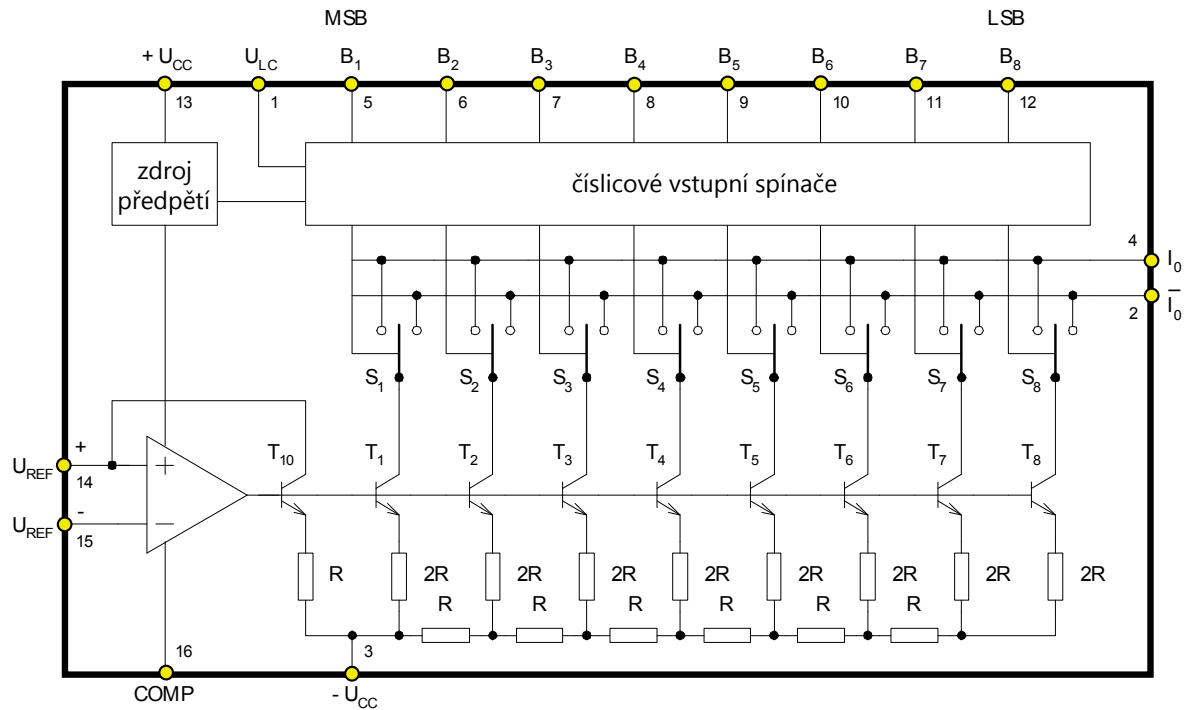 MSB LSB
+ U_CC U_LC B_1 B_2 B_3 B_4 B_5 B_6 B_7 B_8
13 1 5 6 7 8 9 10 11 12
zdroj
předpětí
číslicové vstupní spínače
4 I_0
2 I̅_0
S_1 S_2 S_3 S_4 S_5 S_6 S_7 S_8
T_10 T_1 T_2 T_3 T_4 T_5 T_6 T_7 T_8
U_REF + 14 +
U_REF - 15 −
R 2R 2R 2R 2R 2R 2R 2R 2R
R R R R R R
16 3
COMP - U_CC